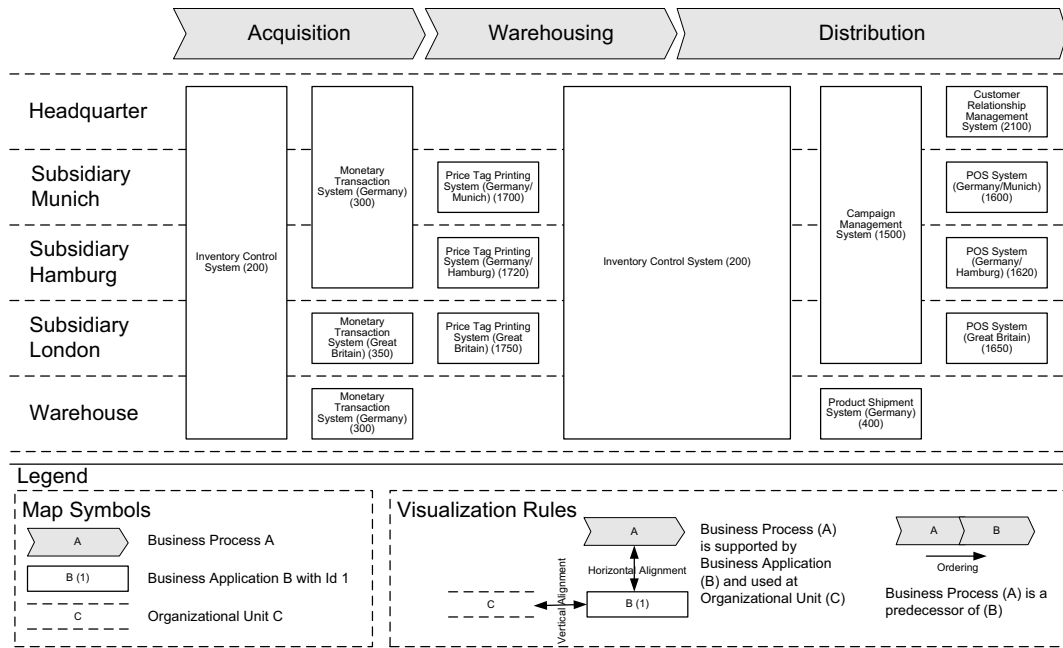 Acquisition
Warehousing
Distribution
Headquarter
Customer
Relationship
Management
System (2100)
Subsidiary
Munich
Monetary
Transaction
System (Germany)
(300)
Price Tag Printing
System (Germany/
Munich) (1700)
POS System
(Germany/Munich)
(1600)
Campaign
Management
System (1500)
Subsidiary
Hamburg
Inventory Control
System (200)
Price Tag Printing
System (Germany/
Hamburg) (1720)
Inventory Control System (200)
POS System
(Germany/
Hamburg) (1620)
Subsidiary
London
Monetary
Transaction
System (Great
Britain) (350)
Price Tag Printing
System (Great
Britain) (1750)
POS System
(Great Britain)
(1650)
Warehouse
Monetary
Transaction
System (Germany)
(300)
Product Shipment
System (Germany)
(400)
Legend
Map Symbols
A
Business Process A
B (1)
Business Application B with Id 1
C
Organizational Unit C
Visualization Rules
A
Horizontal Alignment
C
Vertical Alignment
B (1)
Business Process (A)
is supported by
Business Application
(B) and used at
Organizational Unit (C)
A
B
Ordering
Business Process (A) is a
predecessor of (B)